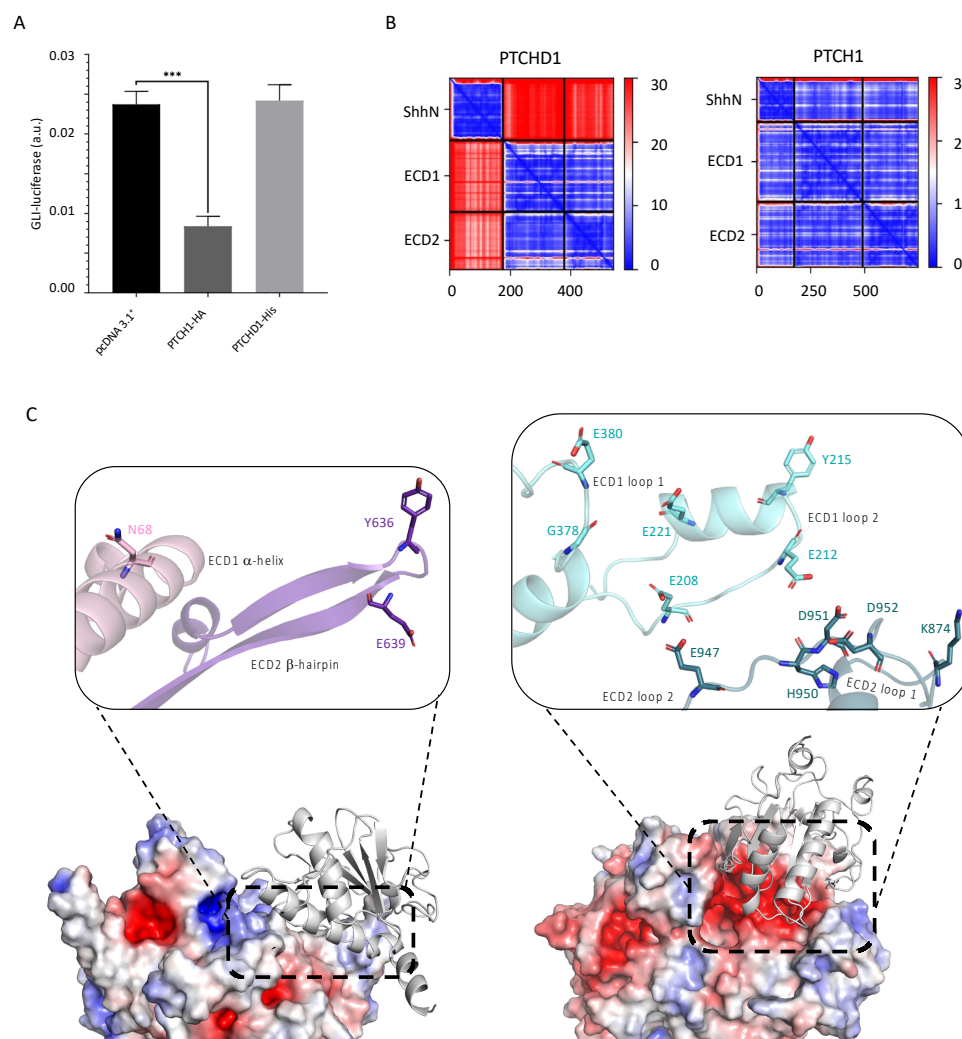 A
0.03
0.02
0.01
0.00
GLI-luciferase (a.u.)
***
pcDNA 3.1⁺
PTCH1-HA
PTCHD1-His
B
PTCHD1
ShhN
ECD1
ECD2
0
200
400
30
20
10
0
PTCH1
ShhN
ECD1
ECD2
0
250
500
3
2
1
0
C
N68
ECD1 α-helix
Y636
E639
ECD2 β-hairpin
E380
ECD1 loop 1
Y215
G378
E221
ECD1 loop 2
E212
E208
D951
D952
K874
E947
ECD2 loop 2
H950
ECD2 loop 1